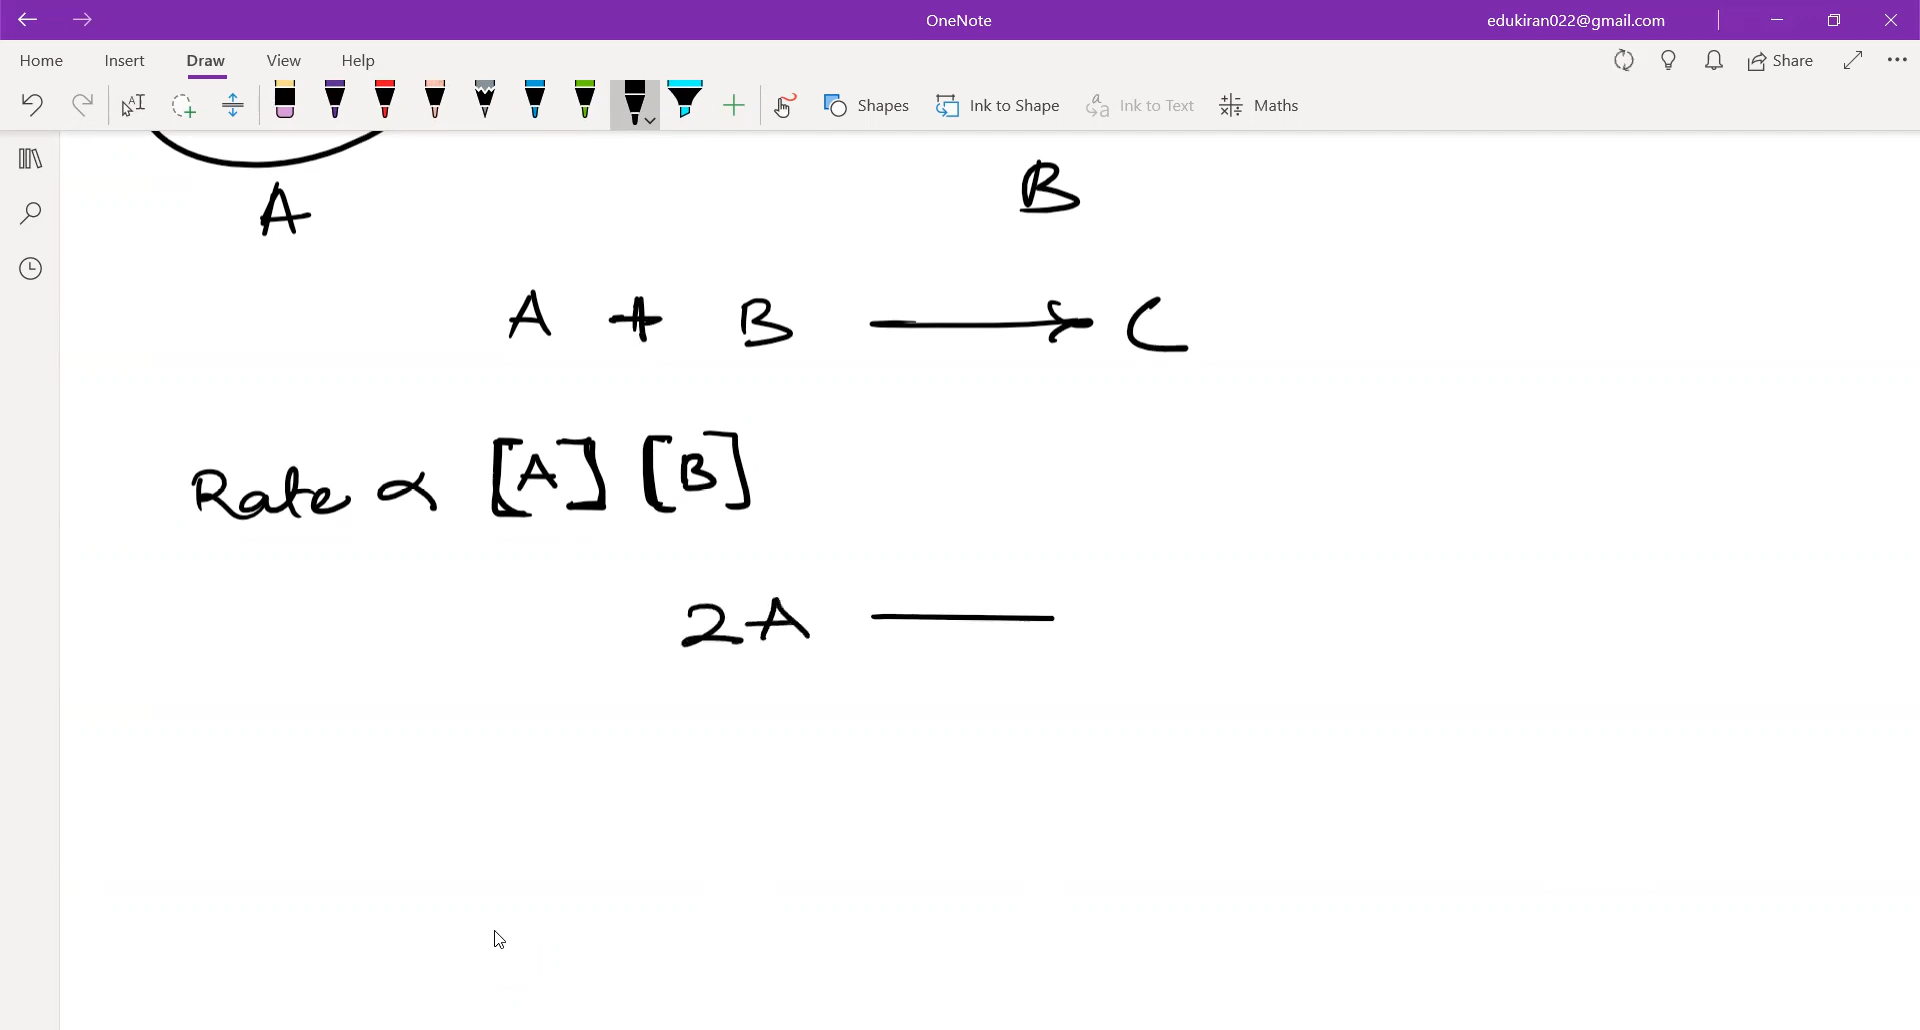 OneNote
edukiran022@gmail.com
Home Insert Draw View Help
Share
Shapes Ink to Shape Ink to Text Maths
A
B
A + B → C
Rate ∝ [A] [B]
2A —